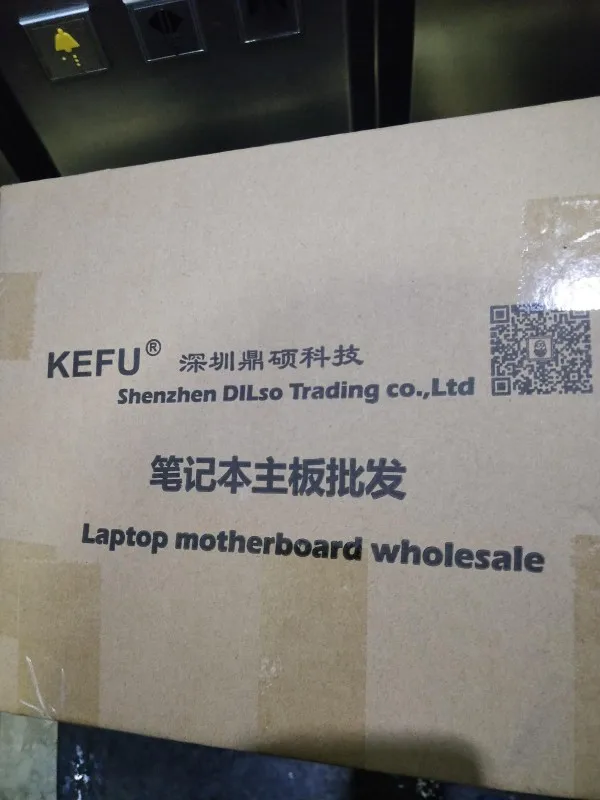 KEFU® 深圳鼎硕科技
Shenzhen DILso Trading co.,Ltd
笔记本主板批发
Laptop motherboard wholesale